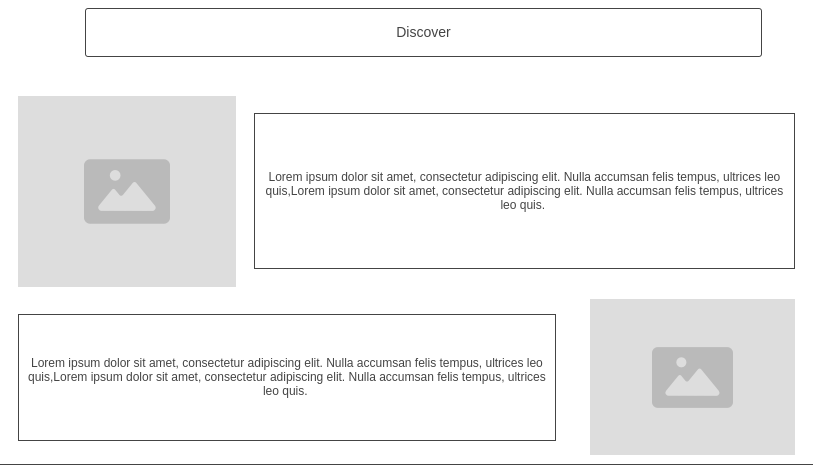 Discover
Lorem ipsum dolor sit amet, consectetur adipiscing elit. Nulla accumsan felis tempus, ultrices leo
quis,Lorem ipsum dolor sit amet, consectetur adipiscing elit. Nulla accumsan felis tempus, ultrices
leo quis.
Lorem ipsum dolor sit amet, consectetur adipiscing elit. Nulla accumsan felis tempus, ultrices leo
quis,Lorem ipsum dolor sit amet, consectetur adipiscing elit. Nulla accumsan felis tempus, ultrices
leo quis.